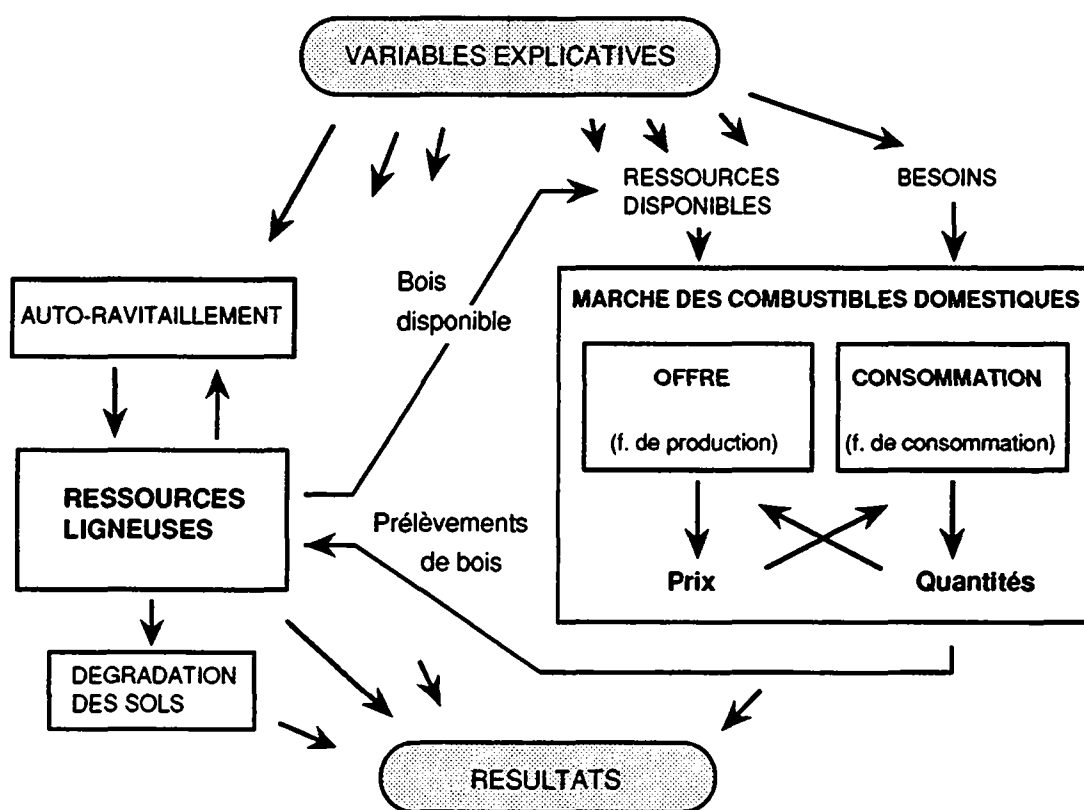 VARIABLES EXPLICATIVES
RESSOURCES
DISPONIBLES
BESOINS
Bois
disponible
AUTO-RAVITAILLEMENT
MARCHE DES COMBUSTIBLES DOMESTIQUES
OFFRE
(f. de production)
CONSOMMATION
(f. de consommation)
RESSOURCES
LIGNEUSES
Prélèvements
de bois
Prix
Quantités
DEGRADATION
DES SOLS
RESULTATS